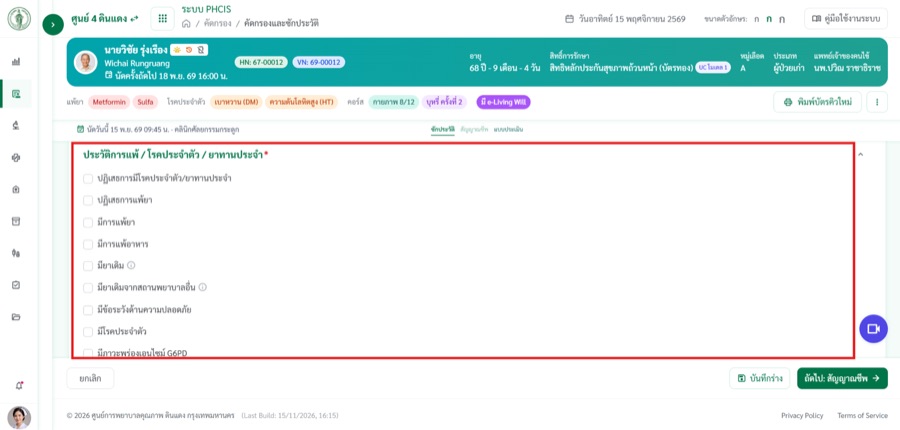 ศูนย์ 4 ดินแดง
ระบบ PHCIS
/ คัดกรอง / คัดกรองและซักประวัติ
วันอาทิตย์ 15 พฤศจิกายน 2569
ขนาดตัวอักษร: ก ก ก
คู่มือใช้งานระบบ
นายวิชัย รุ่งเรือง
Wichai Rungruang
นัดครั้งถัดไป 18 พ.ย. 69 16:00 น.
HN: 67-00012
VN: 69-00012
อายุ
68 ปี - 9 เดือน - 4 วัน
สิทธิ์การรักษา
สิทธิหลักประกันสุขภาพถ้วนหน้า (บัตรทอง) UC โมเดล 1
หมู่เลือด
A
ประเภท
ผู้ป่วยเก่า
แพทย์เจ้าของคนไข้
นพ.ปวิณ ราชาธิราช
แพ้ยา Metformin Sulfa โรคประจำตัว เบาหวาน (DM) ความดันโลหิตสูง (HT) คอร์ส กายภาพ 8/12 บุหรี่ ครั้งที่ 2 มี e-Living Will
พิมพ์บัตรคิวใหม่
นัดวันนี้ 15 พ.ย. 69 09:45 น. - คลินิกศัลยกรรมกระดูก
ซักประวัติ สัญญาณชีพ แบบประเมิน
ประวัติการแพ้ / โรคประจำตัว / ยาทานประจำ*
ปฏิเสธการมีโรคประจำตัว/ยาทานประจำ
ปฏิเสธการแพ้ยา
มีการแพ้ยา
มีการแพ้อาหาร
มียาเดิม
มียาเดิมจากสถานพยาบาลอื่น
มีข้อระวังด้านความปลอดภัย
มีโรคประจำตัว
มีภาวะพร่องเอนไซม์ G6PD
ยกเลิก
บันทึกร่าง
ถัดไป: สัญญาณชีพ
© 2026 ศูนย์การพยาบาลคุณภาพ ดินแดง กรุงเทพมหานคร (Last Build: 15/11/2026, 16:15)
Privacy Policy
Terms of Service